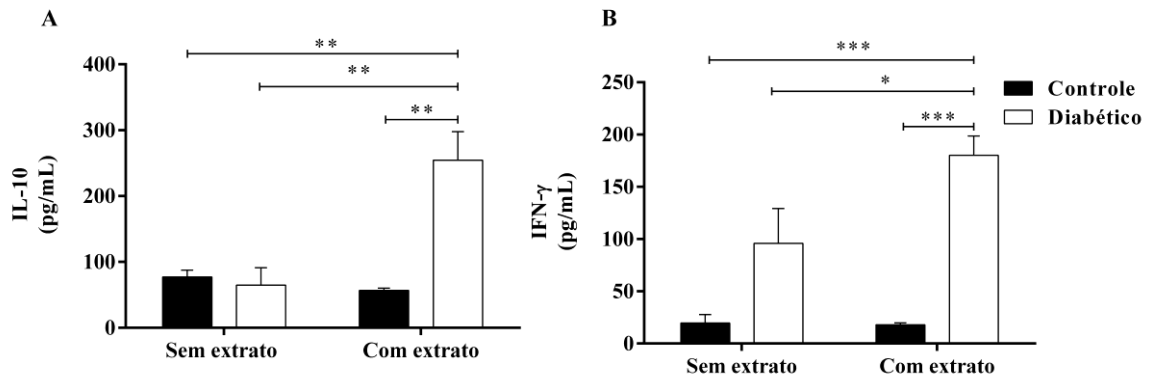 A
IL-10
(pg/mL)
400
300
200
100
0
**
**
**
Sem extrato
Com extrato
B
IFN-γ
(pg/mL)
250
200
150
100
50
0
***
*
***
Sem extrato
Com extrato
Controle
Diabético